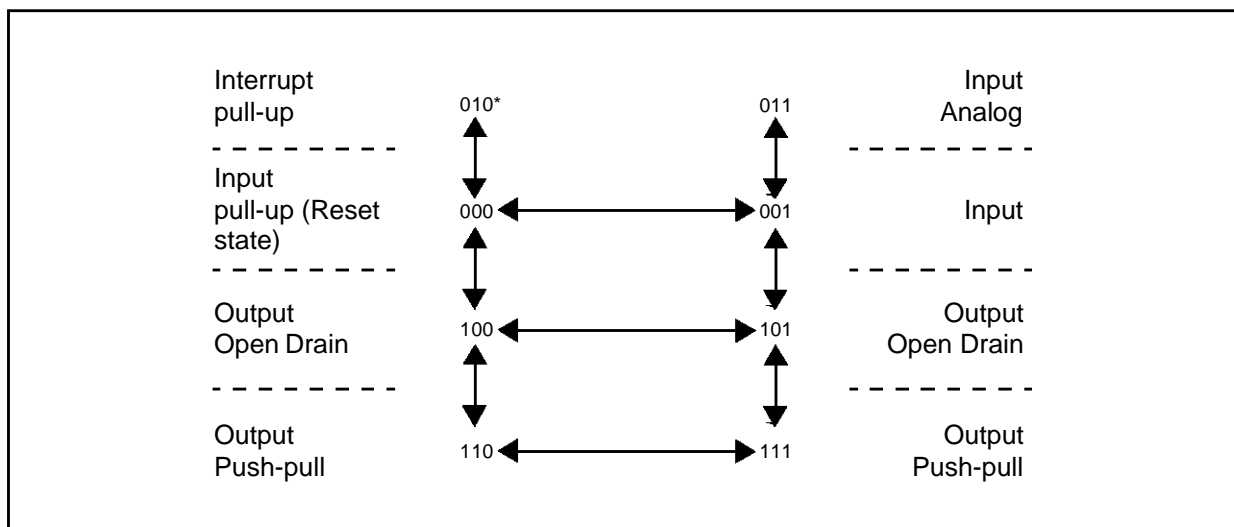 Interrupt
pull-up
010*
011
Input
Analog
Input
pull-up (Reset
state)
000
001
Input
Output
Open Drain
100
101
Output
Open Drain
Output
Push-pull
110
111
Output
Push-pull